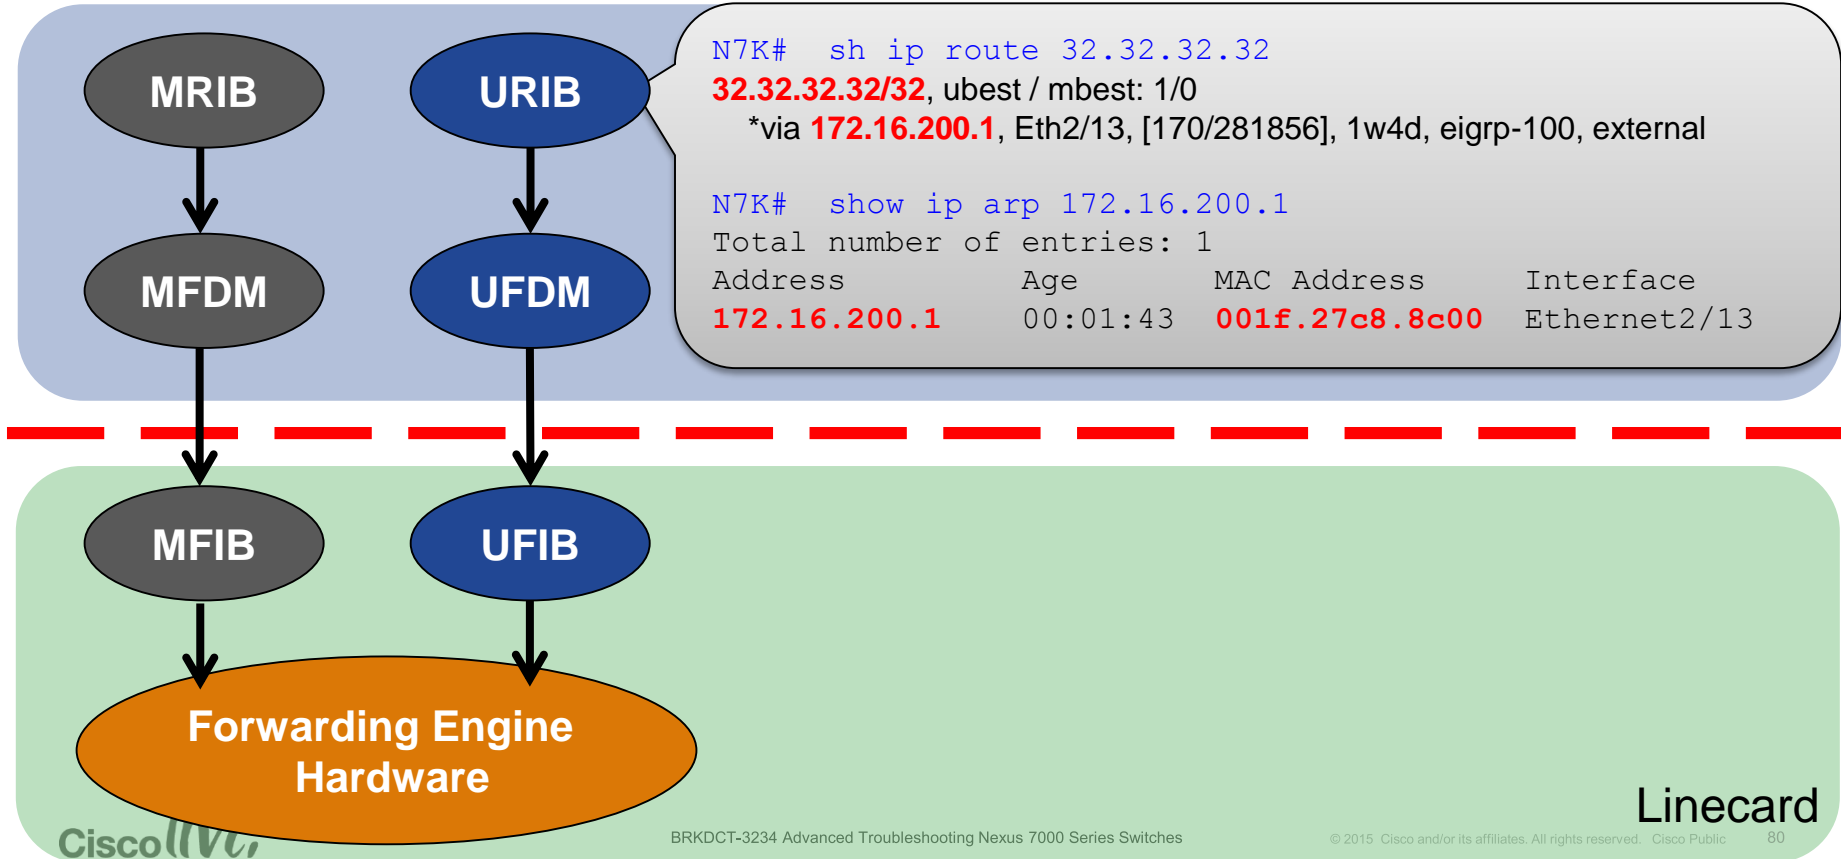 MRIB
URIB
N7K#  sh ip route 32.32.32.32
32.32.32.32/32, ubest / mbest: 1/0
*via 172.16.200.1, Eth2/13, [170/281856], 1w4d, eigrp-100, external
N7K#  show ip arp 172.16.200.1
Total number of entries: 1
Address Age MAC Address Interface
172.16.200.1 00:01:43 001f.27c8.8c00 Ethernet2/13
MFDM
UFDM
MFIB
UFIB
Forwarding Engine
Hardware
Linecard
Cisco live!
BRKDCT-3234 Advanced Troubleshooting Nexus 7000 Series Switches
© 2015 Cisco and/or its affiliates. All rights reserved. Cisco Public 80